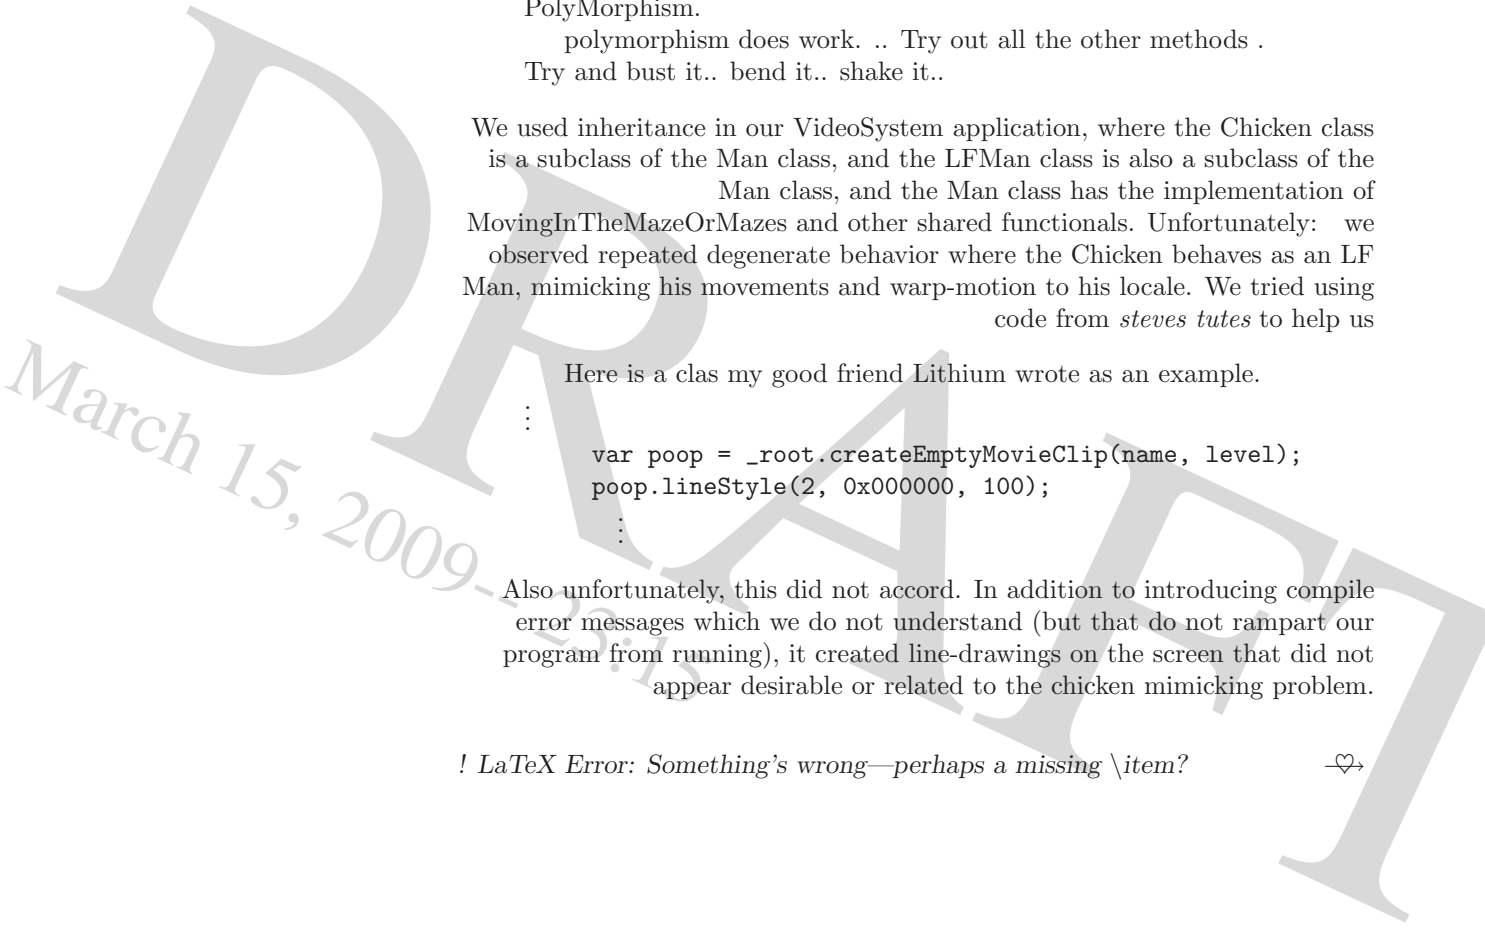 PolyMorphism.
polymorphism does work. .. Try out all the other methods .
Try and bust it.. bend it.. shake it..
We used inheritance in our VideoSystem application, where the Chicken class
is a subclass of the Man class, and the LFMan class is also a subclass of the
Man class, and the Man class has the implementation of
MovingInTheMazeOrMazes and other shared functionals. Unfortunately: we
observed repeated degenerate behavior where the Chicken behaves as an LF
Man, mimicking his movements and warp-motion to his locale. We tried using
code from steves tutes to help us
Here is a clas my good friend Lithium wrote as an example.
⋮
var poop = _root.createEmptyMovieClip(name, level);
poop.lineStyle(2, 0x000000, 100);
⋮
Also unfortunately, this did not accord. In addition to introducing compile
error messages which we do not understand (but that do not rampart our
program from running), it created line-drawings on the screen that did not
appear desirable or related to the chicken mimicking problem.
! LaTeX Error: Something's wrong—perhaps a missing \item?
DRAFT
March 15, 2009-- 23:15